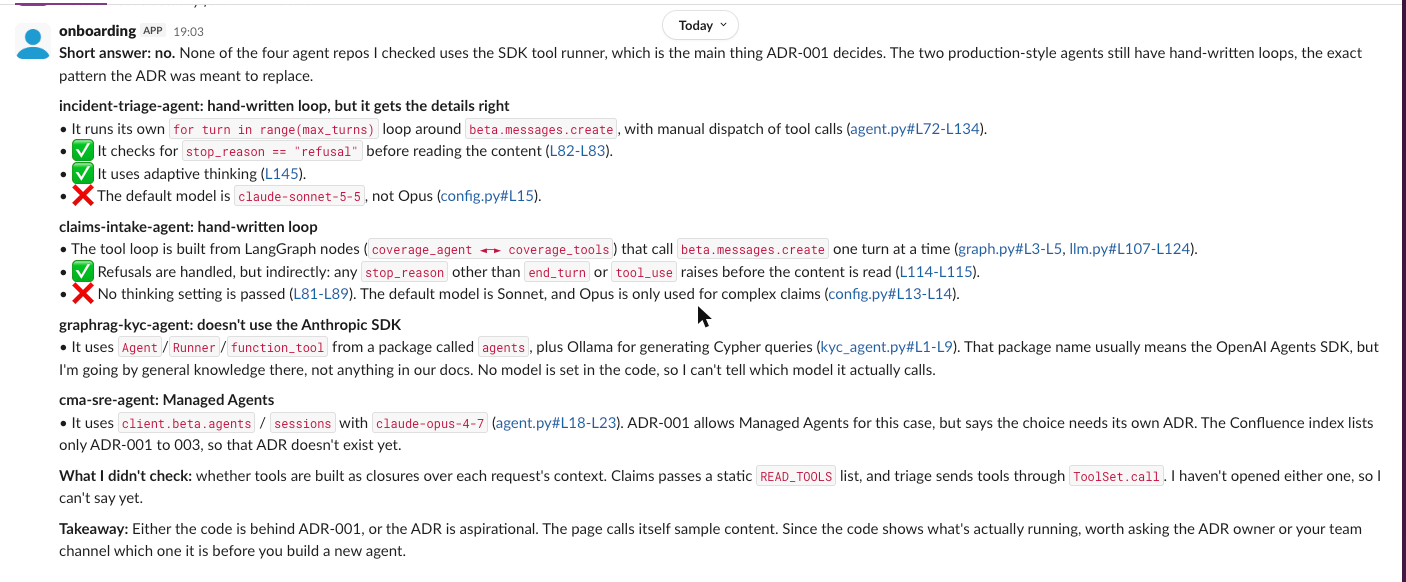 Today
onboarding APP 19:03
Short answer: no. None of the four agent repos I checked uses the SDK tool runner, which is the main thing ADR-001 decides. The two production-style agents still have hand-written loops, the exact
pattern the ADR was meant to replace.
incident-triage-agent: hand-written loop, but it gets the details right
• It runs its own for turn in range(max_turns) loop around beta.messages.create, with manual dispatch of tool calls (agent.py#L72-L134).
• ✅ It checks for stop_reason == "refusal" before reading the content (L82-L83).
• ✅ It uses adaptive thinking (L145).
• ❌ The default model is claude-sonnet-5-5, not Opus (config.py#L15).
claims-intake-agent: hand-written loop
• The tool loop is built from LangGraph nodes (coverage_agent ◄─► coverage_tools) that call beta.messages.create one turn at a time (graph.py#L3-L5, llm.py#L107-L124).
• ✅ Refusals are handled, but indirectly: any stop_reason other than end_turn or tool_use raises before the content is read (L114-L115).
• ❌ No thinking setting is passed (L81-L89). The default model is Sonnet, and Opus is only used for complex claims (config.py#L13-L14).
graphrag-kyc-agent: doesn't use the Anthropic SDK
• It uses Agent/Runner/function_tool from a package called agents, plus Ollama for generating Cypher queries (kyc_agent.py#L1-L9). That package name usually means the OpenAI Agents SDK, but
I'm going by general knowledge there, not anything in our docs. No model is set in the code, so I can't tell which model it actually calls.
cma-sre-agent: Managed Agents
• It uses client.beta.agents / sessions with claude-opus-4-7 (agent.py#L18-L23). ADR-001 allows Managed Agents for this case, but says the choice needs its own ADR. The Confluence index lists
only ADR-001 to 003, so that ADR doesn't exist yet.
What I didn't check: whether tools are built as closures over each request's context. Claims passes a static READ_TOOLS list, and triage sends tools through ToolSet.call. I haven't opened either one, so I
can't say yet.
Takeaway: Either the code is behind ADR-001, or the ADR is aspirational. The page calls itself sample content. Since the code shows what's actually running, worth asking the ADR owner or your team
channel which one it is before you build a new agent.